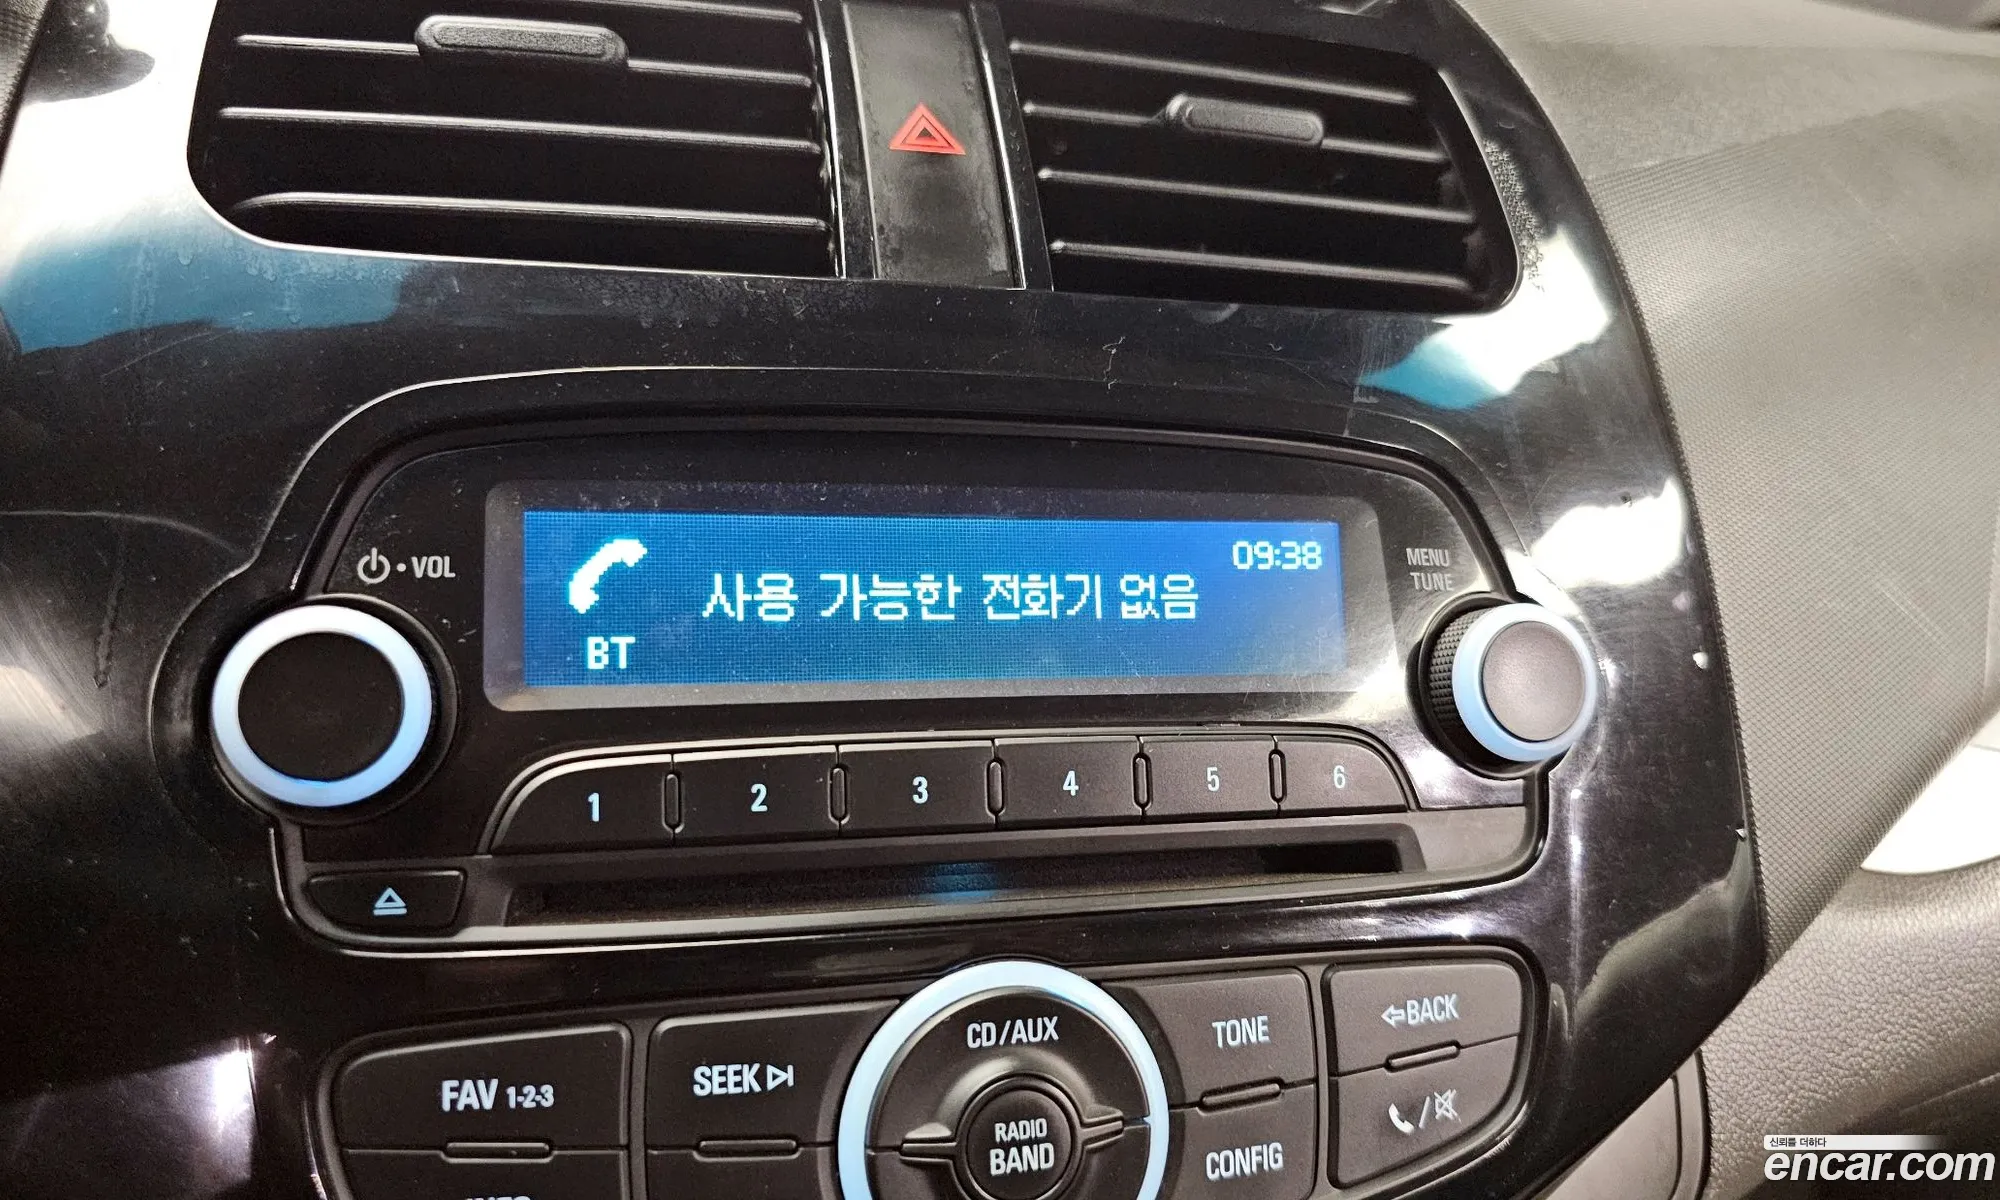 VOL
09:38
사용 가능한 전화기 없음
BT
MENU
TUNE
1 2 3 4 5 6
CD/AUX
TONE
BACK
FAV 1-2-3
SEEK
RADIO
BAND
CONFIG
신뢰를 더하다
encar.com